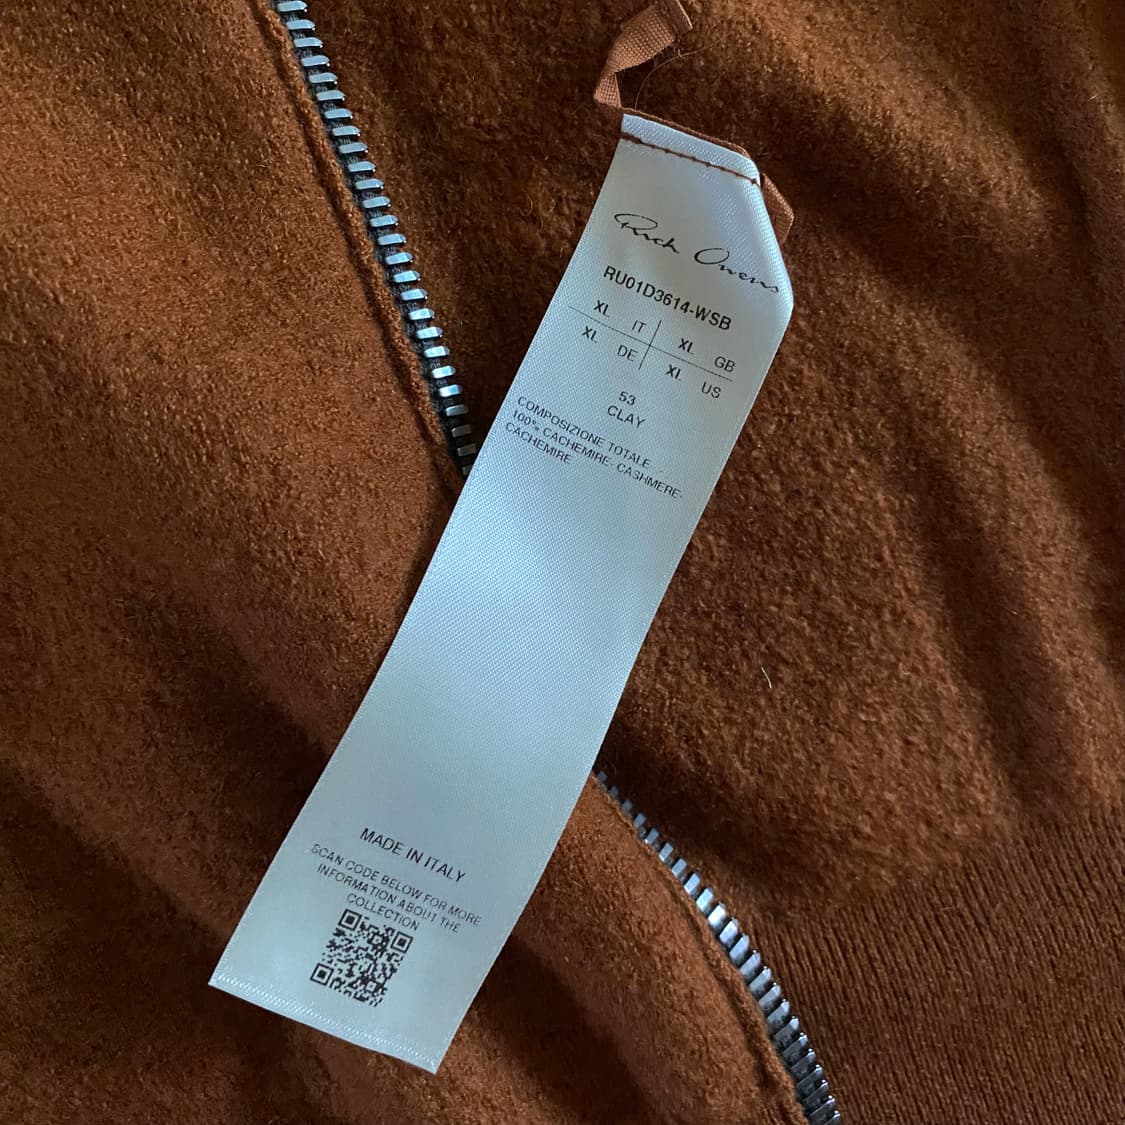 Rick Owens
RU01D3614-WSB
XL IT XL GB
XL DE XL US
53
CLAY
COMPOSIZIONE TOTALE
100% CACHEMIRE- CASHMERE-
CACHEMIRE
MADE IN ITALY
SCAN CODE BELOW FOR MORE
INFORMATION ABOUT THE
COLLECTION